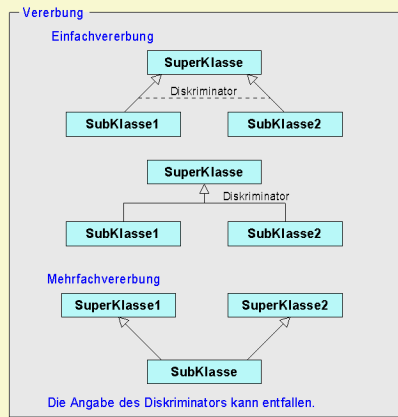 Vererbung
Einfachvererbung
SuperKlasse
Diskriminator
SubKlasse1 SubKlasse2
SuperKlasse
Diskriminator
SubKlasse1 SubKlasse2
Mehrfachvererbung
SuperKlasse1 SuperKlasse2
SubKlasse
Die Angabe des Diskriminators kann entfallen.